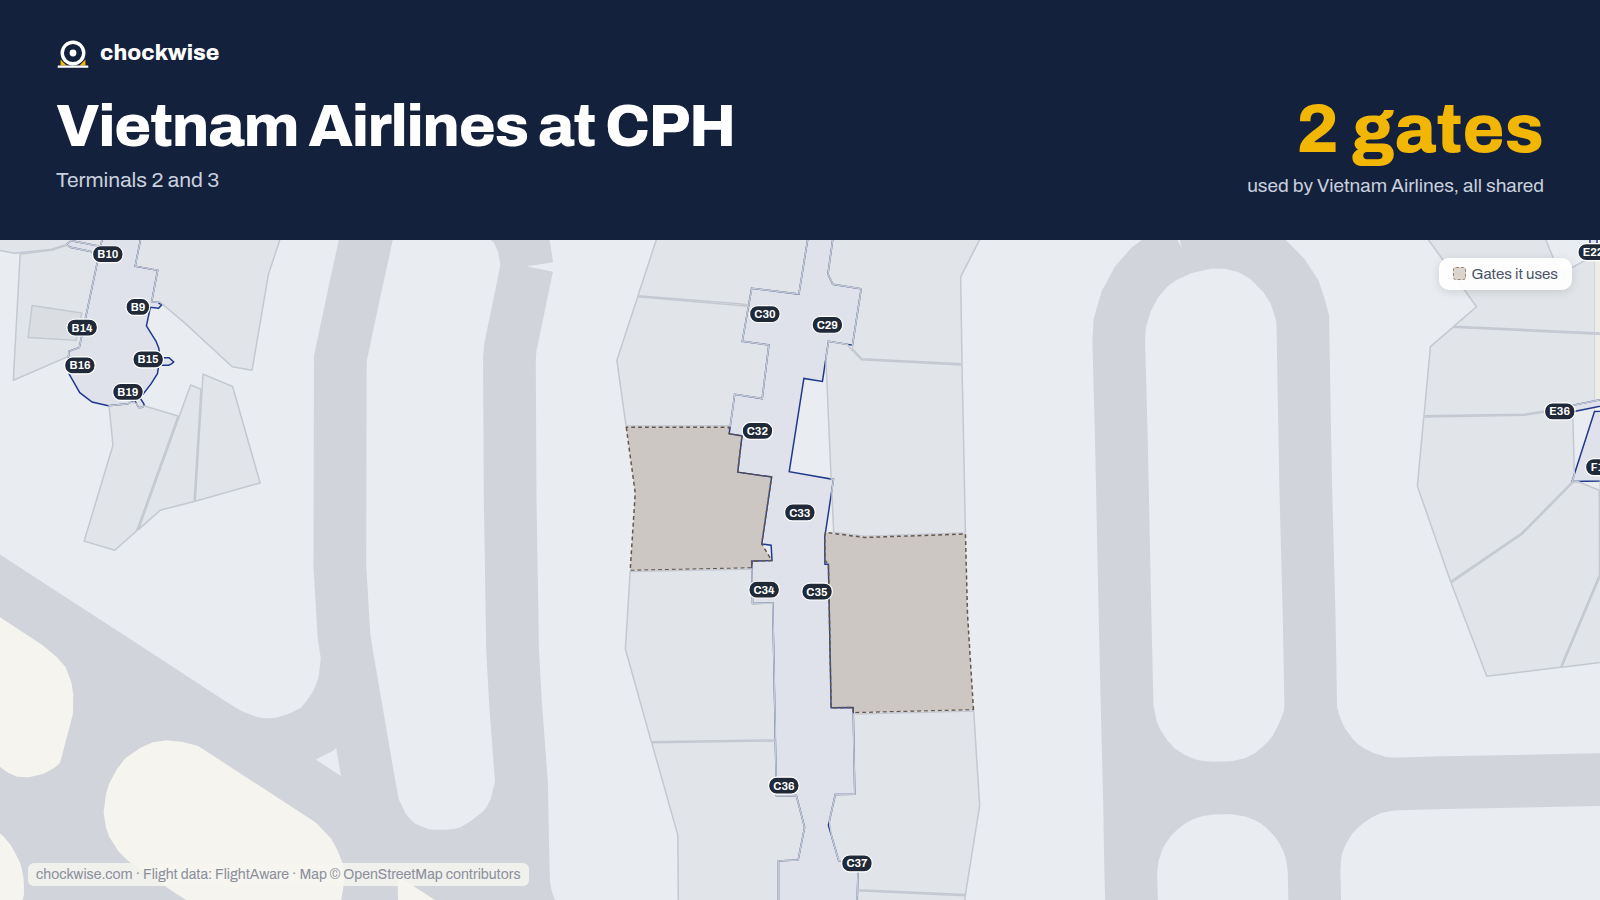 chockwise
Vietnam Airlines at CPH
Terminals 2 and 3
2 gates
used by Vietnam Airlines, all shared
Gates it uses
B10
B9
B14
B15
B16
B19
C30
C29
C32
C33
C34
C35
C36
C37
E22
E36
chockwise.com · Flight data: FlightAware · Map © OpenStreetMap contributors